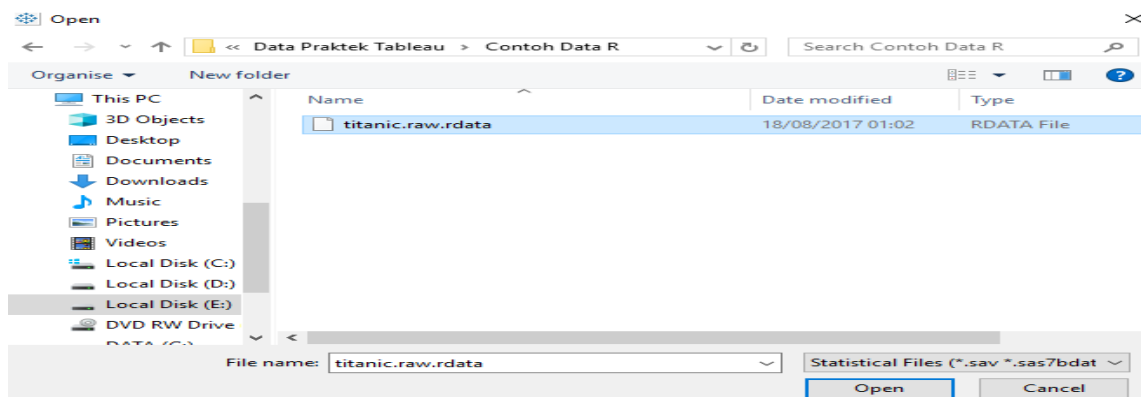 Open
« Data Praktek Tableau > Contoh Data R
Search Contoh Data R
Organise
New folder
?
This PC
3D Objects
Desktop
Documents
Downloads
Music
Pictures
Videos
Local Disk (C:)
Local Disk (D:)
Local Disk (E:)
DVD RW Drive
Name Date modified Type
titanic.raw.rdata 18/08/2017 01:02 RDATA File
File name: titanic.raw.rdata
Statistical Files (*.sav *.sas7bdat
Open Cancel